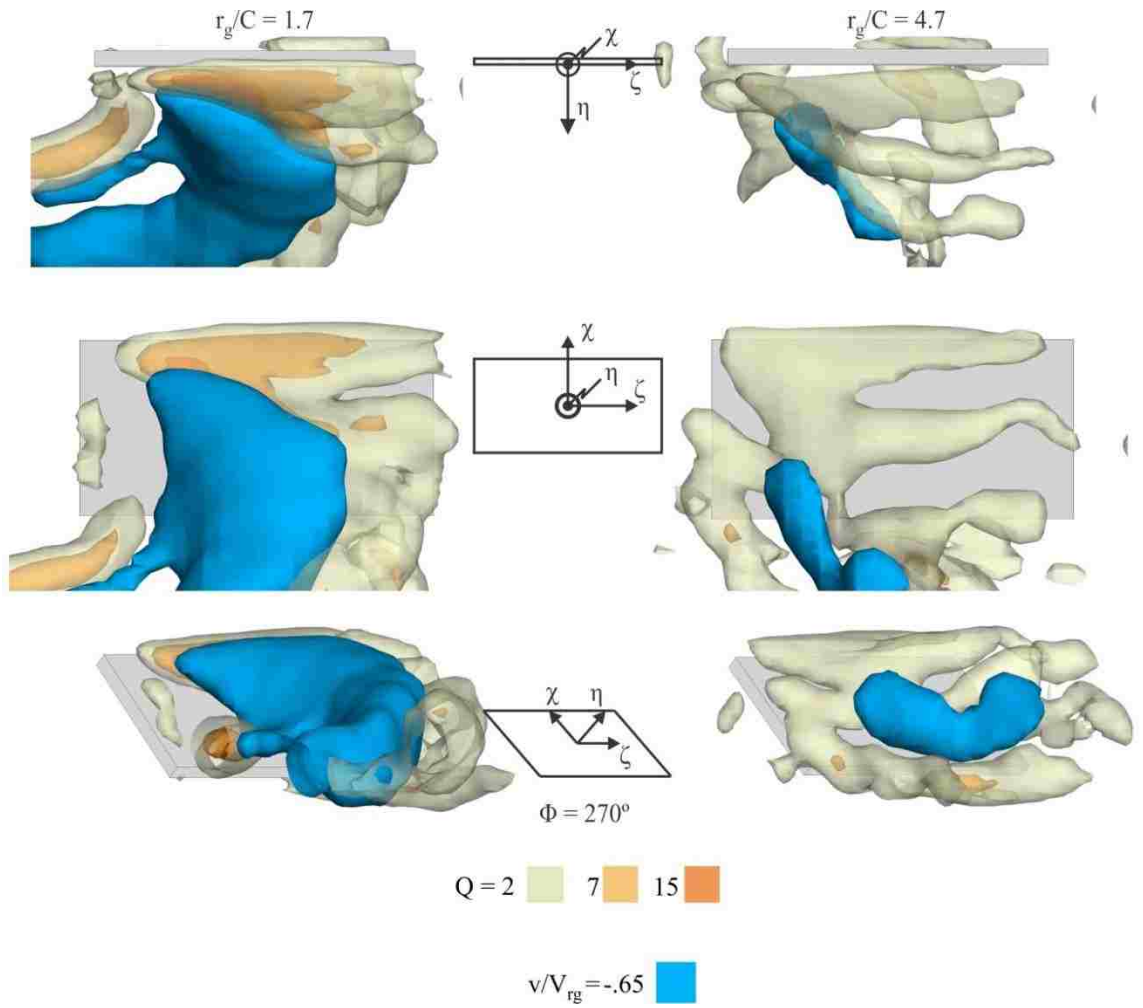 r_g/C = 1.7
r_g/C = 4.7
χ
ζ
η
χ
η
ζ
χ
η
ζ
Φ = 270º
Q = 2 7 15
v/V_rg = -.65